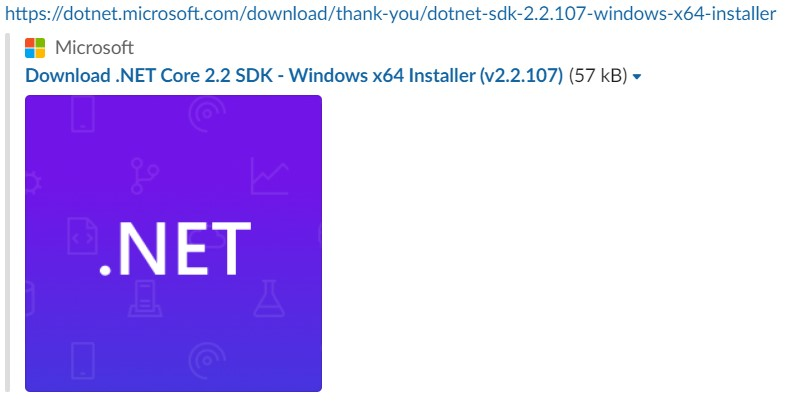 https://dotnet.microsoft.com/download/thank-you/dotnet-sdk-2.2.107-windows-x64-installer
Microsoft
Download .NET Core 2.2 SDK - Windows x64 Installer (v2.2.107) (57 kB)
.NET